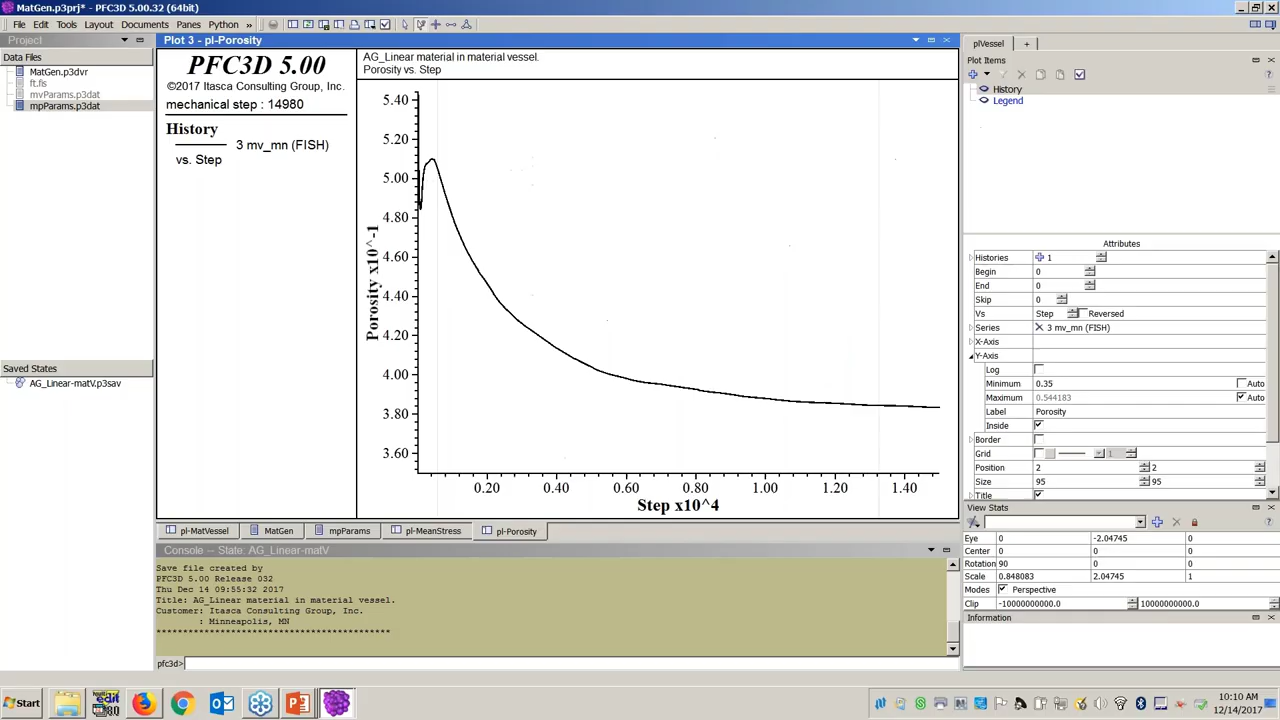 MatGen.p3prj* - PFC3D 5.00.32 (64bit)
File Edit Tools Layout Documents Panes Python »
Project
Data Files
MatGen.p3dvr
ft.fis
mvParams.p3dat
mpParams.p3dat
Saved States
AG_Linear-matV.p3sav
Plot 3 - pl-Porosity
PFC3D 5.00
©2017 Itasca Consulting Group, Inc.
mechanical step : 14980
History
3 mv_mn (FISH)
vs. Step
AG_Linear material in material vessel.
Porosity vs. Step
5.40
5.20
5.00
4.80
4.60
4.40
4.20
4.00
3.80
3.60
Porosity x10^-1
0.20 0.40 0.60 0.80 1.00 1.20 1.40
Step x10^4
pl-MatVessel MatGen mpParams pl-MeanStress pl-Porosity
Console -- State: AG_Linear-matV
Save file created by
PFC3D 5.00 Release 032
Thu Dec 14 09:55:32 2017
Title: AG_Linear material in material vessel.
Customer: Itasca Consulting Group, Inc.
: Minneapolis, MN
*******************************************
pfc3d>
plVessel +
Plot Items
History
Legend
Attributes
Histories 1
Begin 0
End 0
Skip 0
Vs Step Reversed
Series 3 mv_mn (FISH)
X-Axis
Y-Axis
Log
Minimum 0.35 Auto
Maximum 0.544183 Auto
Label Porosity
Inside
Border
Grid 1
Position 2 2
Size 95 95
Title
View Stats
Eye 0 -2.04745 0
Center 0 0 0
Rotation 90 0 0
Scale 0.848083 2.04745 1
Modes Perspective
Clip -10000000000.0 10000000000.0
Information
Start
10:10 AM
12/14/2017